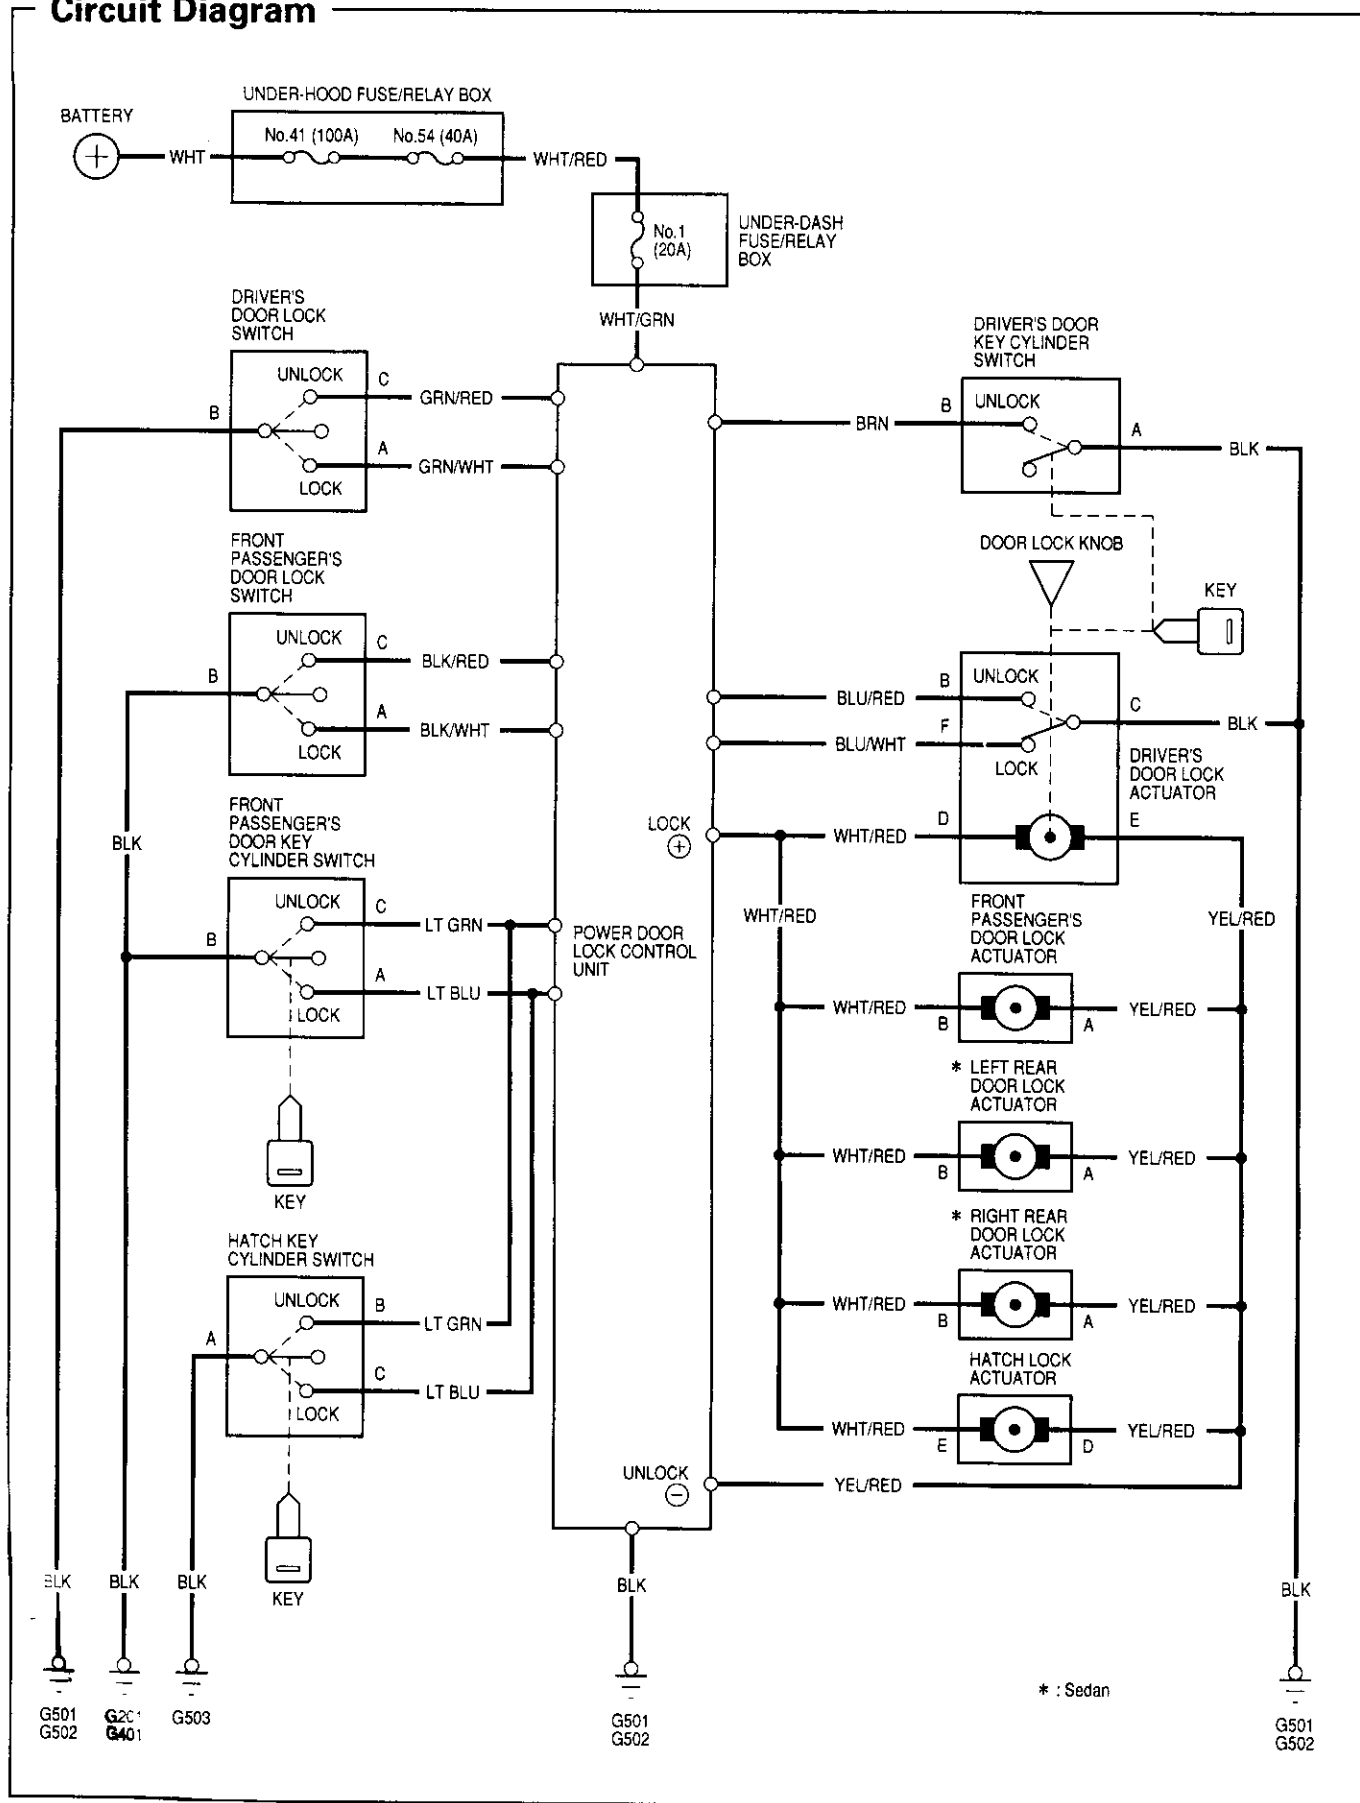 Circuit Diagram
BATTERY
UNDER-HOOD FUSE/RELAY BOX
No.41 (100A)
No.54 (40A)
WHT
WHT/RED
No.1
(20A)
UNDER-DASH
FUSE/RELAY
BOX
WHT/GRN
DRIVER'S
DOOR LOCK
SWITCH
UNLOCK
C
GRN/RED
B
A
GRN/WHT
LOCK
FRONT
PASSENGER'S
DOOR LOCK
SWITCH
UNLOCK
C
BLK/RED
B
A
BLK/WHT
LOCK
BLK
FRONT
PASSENGER'S
DOOR KEY
CYLINDER SWITCH
UNLOCK
C
LT GRN
B
A
LT BLU
LOCK
KEY
HATCH KEY
CYLINDER SWITCH
UNLOCK
B
LT GRN
A
C
LT BLU
LOCK
KEY
LOCK
+
POWER DOOR
LOCK CONTROL
UNIT
UNLOCK
−
DRIVER'S DOOR
KEY CYLINDER
SWITCH
BRN
B
UNLOCK
A
BLK
DOOR LOCK KNOB
KEY
BLU/RED
B
UNLOCK
C
BLK
BLU/WHT
F
LOCK
DRIVER'S
DOOR LOCK
ACTUATOR
WHT/RED
D
E
WHT/RED
YEL/RED
FRONT
PASSENGER'S
DOOR LOCK
ACTUATOR
WHT/RED
B
A
YEL/RED
* LEFT REAR
DOOR LOCK
ACTUATOR
WHT/RED
B
A
YEL/RED
* RIGHT REAR
DOOR LOCK
ACTUATOR
WHT/RED
B
A
YEL/RED
HATCH LOCK
ACTUATOR
WHT/RED
E
D
YEL/RED
YEL/RED
BLK
BLK
BLK
BLK
BLK
G501
G502
G201
G401
G503
G501
G502
* : Sedan
G501
G502